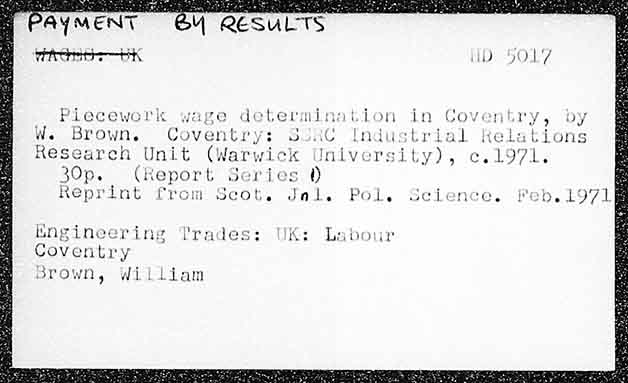 PAYMENT BY RESULTS
WAGES: UK HD 5017
Piecework wage determination in Coventry, by
W. Brown. Coventry: SSRC Industrial Relations
Research Unit (Warwick University), c.1971.
30p. (Report Series 1)
Reprint from Scot. Jnl. Pol. Science. Feb.1971
Engineering Trades: UK: Labour
Coventry
Brown, William